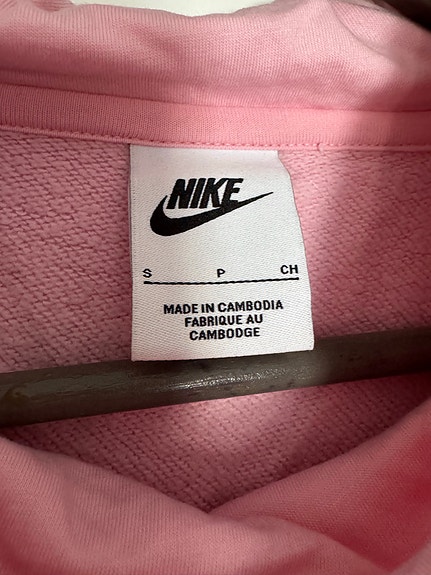 NIKE
S P CH
MADE IN CAMBODIA
FABRIQUE AU
CAMBODGE